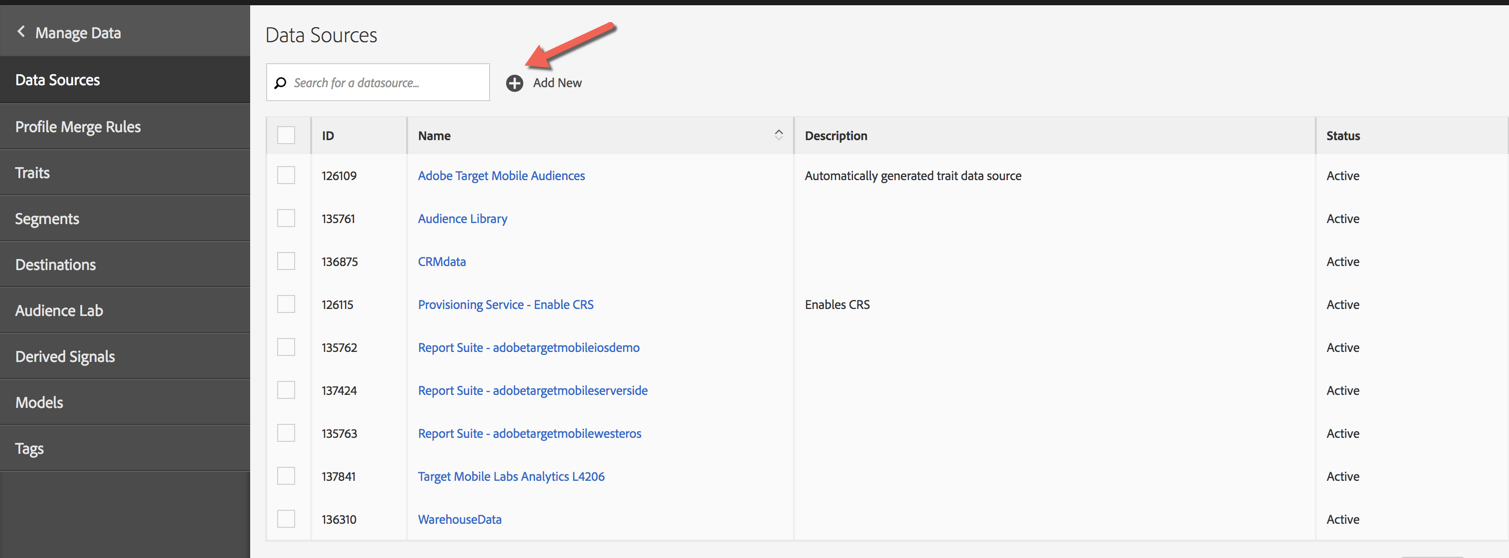 Manage Data
Data Sources
Profile Merge Rules
Traits
Segments
Destinations
Audience Lab
Derived Signals
Models
Tags
Data Sources
Search for a datasource...
Add New
ID Name Description Status
126109 Adobe Target Mobile Audiences Automatically generated trait data source Active
135761 Audience Library Active
136875 CRMdata Active
126115 Provisioning Service - Enable CRS Enables CRS Active
135762 Report Suite - adobetargetmobileiosdemo Active
137424 Report Suite - adobetargetmobileserverside Active
135763 Report Suite - adobetargetmobilewesteros Active
137841 Target Mobile Labs Analytics L4206 Active
136310 WarehouseData Active